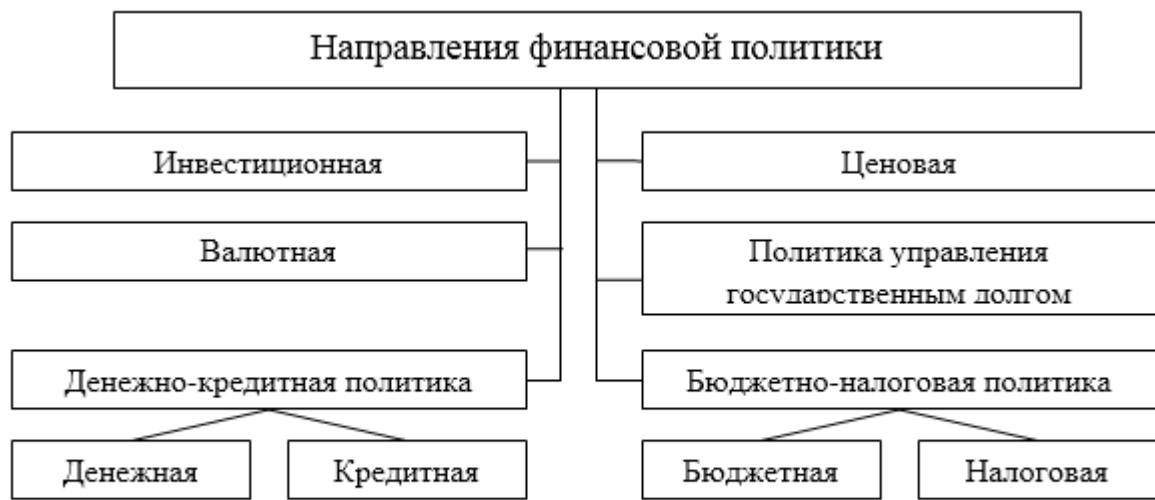 Направления финансовой политики
Инвестиционная
Ценовая
Валютная
Политика управления
государственным долгом
Денежно-кредитная политика
Бюджетно-налоговая политика
Денежная
Кредитная
Бюджетная
Налоговая